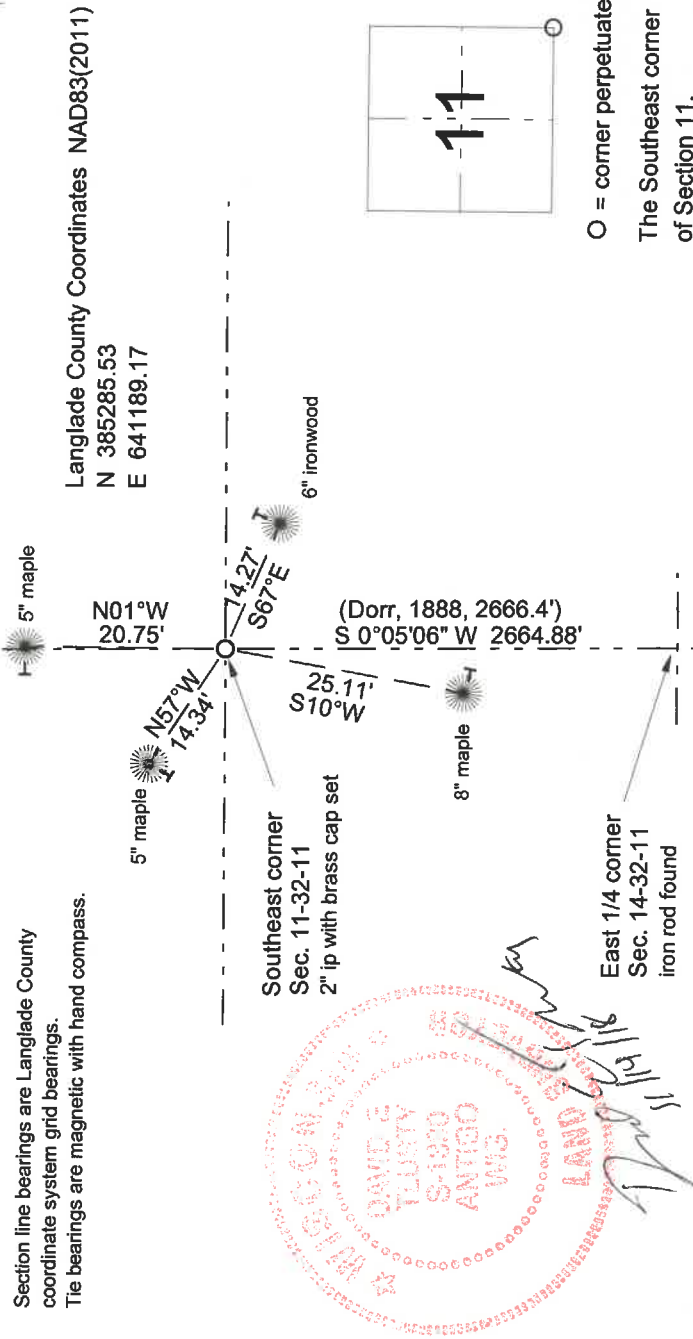 Section line bearings are Langlade County
coordinate system grid bearings.
Tie bearings are magnetic with hand compass.
Langlade County Coordinates NAD83(2011)
N 385285.53
E 641189.17
5" maple
N01°W
20.75'
5" maple
N57°W
14.34'
14.27'
S67°E
6" ironwood
Southeast corner
Sec. 11-32-11
2" ip with brass cap set
25.11'
S10°W
8" maple
(Dorr, 1888, 2666.4')
S 0°05'06" W 2664.88'
East 1/4 corner
Sec. 14-32-11
iron rod found
11
O = corner perpetuate
The Southeast corner
of Section 11,
WISCONSIN
DAVID E
TLUSTY
ANTIGO
WIS.
LAND